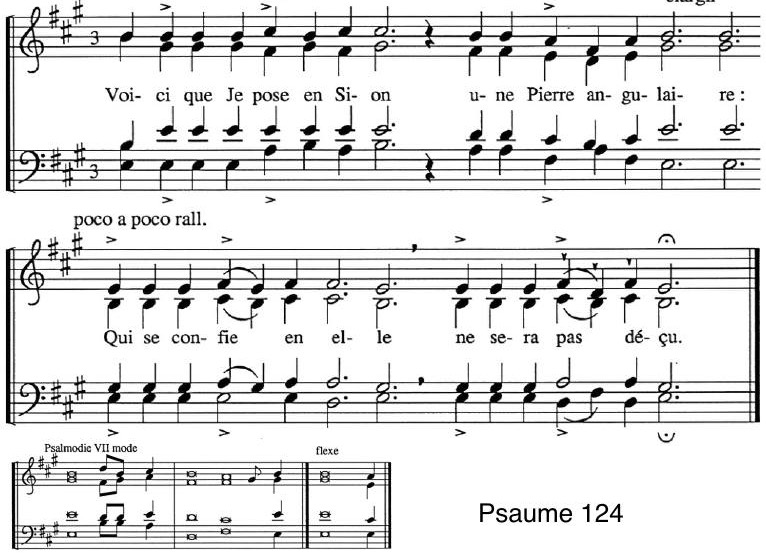 élargir
3
Voi- ci que Je pose en Si- on u- ne Pierre an- gu- lai- re :
3
poco a poco rall.
Qui se con- fie en el- le ne se- ra pas dé- çu.
Psalmodie VII mode flexe
Psaume 124